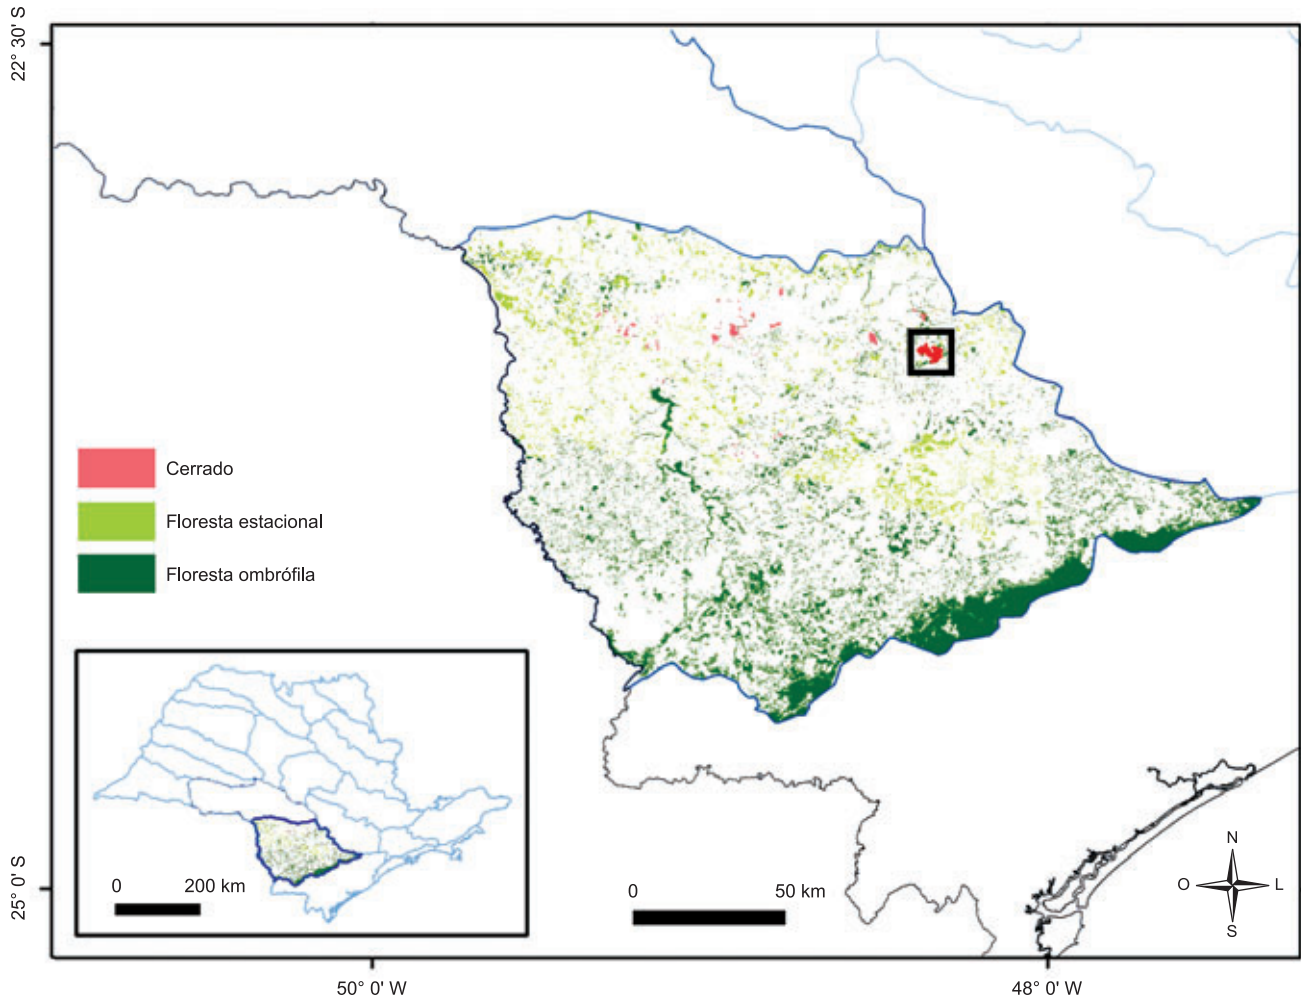 22° 30' S
Cerrado
Floresta estacional
Floresta ombrófila
0 200 km
0 50 km
N
O L
S
25° 0' S
50° 0' W
48° 0' W